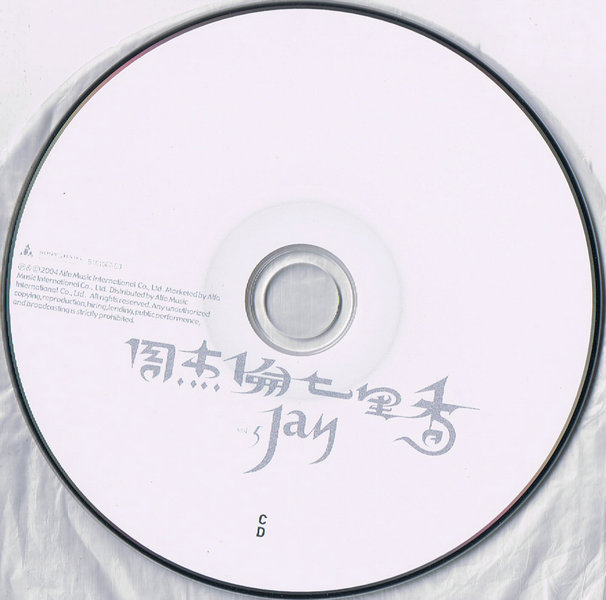 ℗&©2004 Alfa Music International Co., Ltd. Marketed by Alfa
Music International Co., Ltd. Distributed by Alfa Music
International Co., Ltd. All rights reserved. Any unauthorized
copying, reproduction, hiring, lending, public performance,
and broadcasting is strictly prohibited.
周杰倫七里香
Jay
C
D